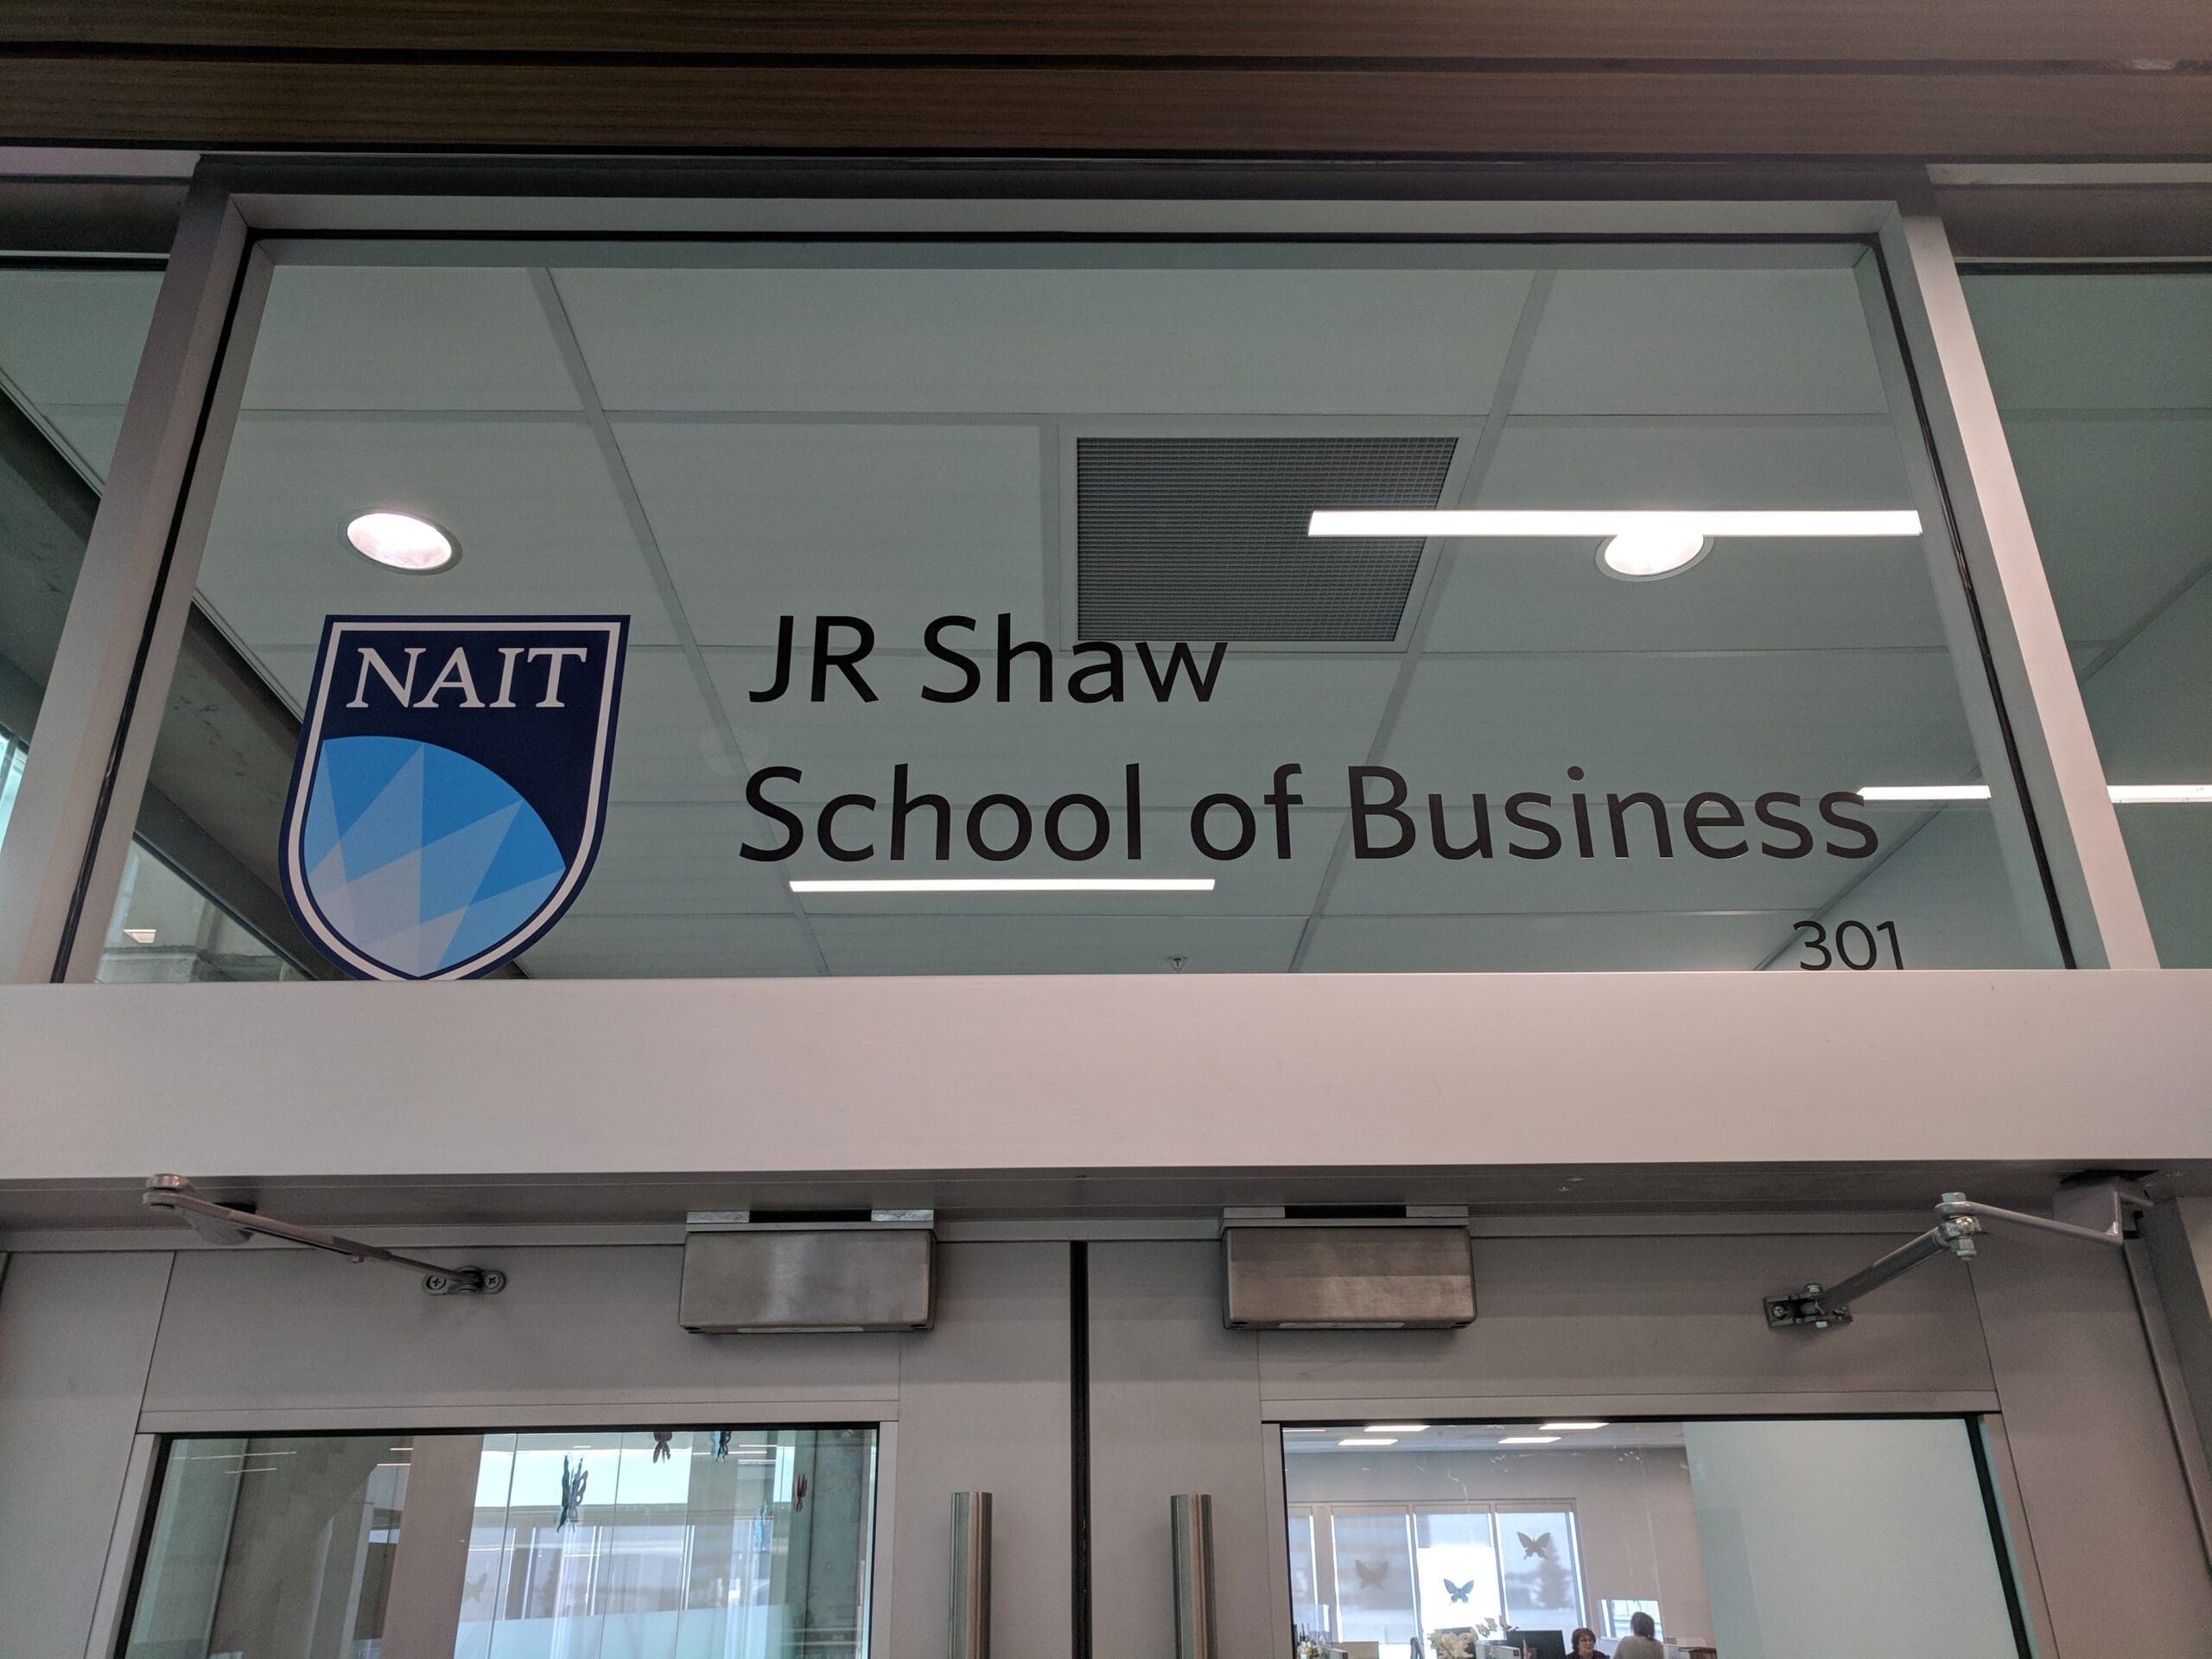 NAIT
JR Shaw
School of Business
301